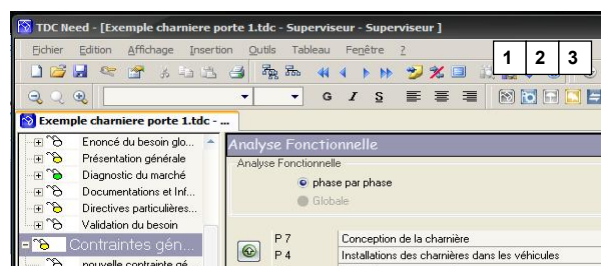 TDC Need - [Exemple charniere porte 1.tdc - Superviseur - Superviseur ]
Eichier Edition Affichage Insertion Outils Tableau Fenêtre ?
1 2 3
G I S
Exemple charniere porte 1.tdc - ...
Enoncé du besoin glo...
Présentation générale
Diagnostic du marché
Documentations et Inf...
Directives particulières...
Validation du besoin
Contraintes gén...
nouvelle contrainte gé
Analyse Fonctionnelle
Analyse Fonctionnelle
phase par phase
Globale
P 7 Conception de la charnière
P 4 Installations des charnières dans les véhicules